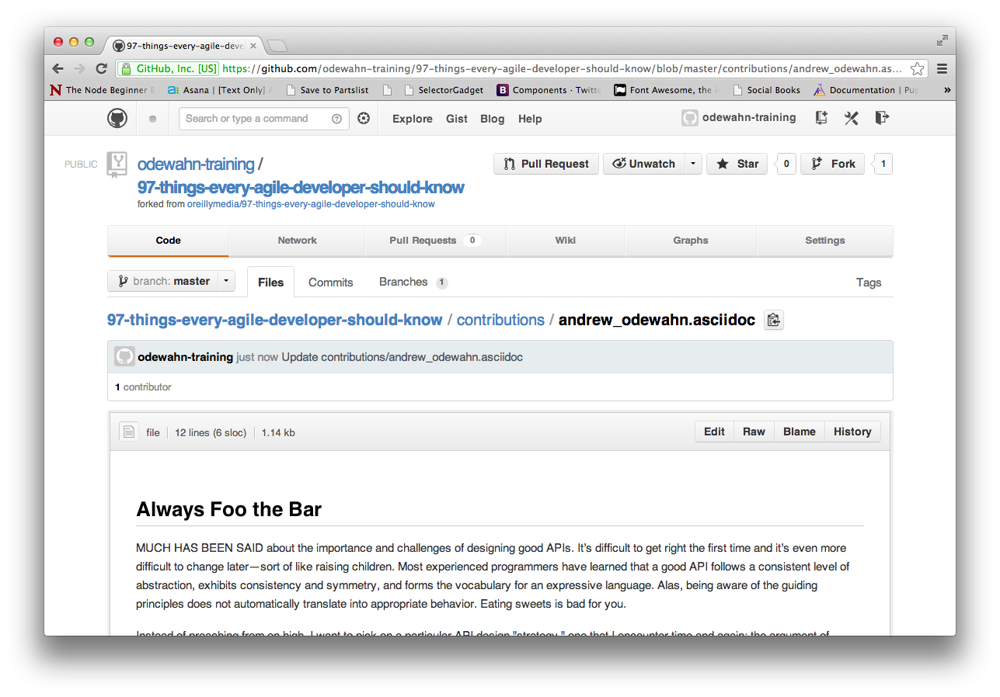 97-things-every-agile-deve
GitHub, Inc. [US] https://github.com/odewahn-training/97-things-every-agile-developer-should-know/blob/master/contributions/andrew_odewahn.as...
N The Node Beginner Asana | [Text Only] Save to Partslist SelectorGadget B Components · Twitte Font Awesome, the Social Books Documentation | Pup »
Search or type a command Explore Gist Blog Help odewahn-training
PUBLIC odewahn-training / Pull Request Unwatch Star 0 Fork 1
97-things-every-agile-developer-should-know
forked from oreillymedia/97-things-every-agile-developer-should-know
Code Network Pull Requests 0 Wiki Graphs Settings
branch: master Files Commits Branches 1 Tags
97-things-every-agile-developer-should-know / contributions / andrew_odewahn.asciidoc
odewahn-training just now Update contributions/andrew_odewahn.asciidoc
1 contributor
file 12 lines (6 sloc) 1.14 kb Edit Raw Blame History
Always Foo the Bar
MUCH HAS BEEN SAID about the importance and challenges of designing good APIs. It's difficult to get right the first time and it's even more
difficult to change later—sort of like raising children. Most experienced programmers have learned that a good API follows a consistent level of
abstraction, exhibits consistency and symmetry, and forms the vocabulary for an expressive language. Alas, being aware of the guiding
principles does not automatically translate into appropriate behavior. Eating sweets is bad for you.
Instead of preaching from on high, I want to pick on a particular API design "strategy," one that I encounter time and again: the argument of